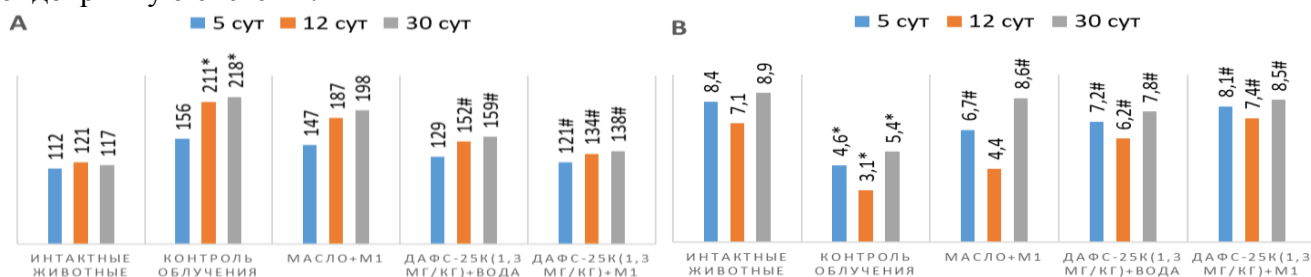 А
5 сут 12 сут 30 сут
112
121
117
156
211*
218*
147
187
198
129
152#
159#
121#
134#
138#
ИНТАКТНЫЕ ЖИВОТНЫЕ
КОНТРОЛЬ ОБЛУЧЕНИЯ
МАСЛО+М1
ДАФС-25К(1,3 МГ/КГ)+ВОДА
ДАФС-25К(1,3 МГ/КГ)+М1
В
5 сут 12 сут 30 сут
8,4
7,1
8,9
4,6*
3,1*
5,4*
6,7#
4,4
8,6#
7,2#
6,2#
7,8#
8,1#
7,4#
8,5#
ИНТАКТНЫЕ ЖИВОТНЫЕ
КОНТРОЛЬ ОБЛУЧЕНИЯ
МАСЛО+М1
ДАФС-25К(1,3 МГ/КГ)+ВОДА
ДАФС-25К(1,3 МГ/КГ)+М1